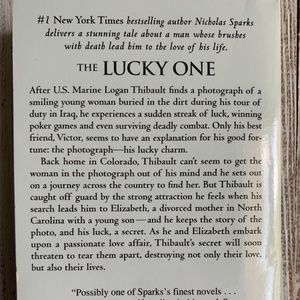 #1 New York Times bestselling author Nicholas Sparks
delivers a stunning tale about a man whose brushes
with death lead him to the love of his life.
THE LUCKY ONE
After U.S. Marine Logan Thibault finds a photograph of a
smiling young woman buried in the dirt during his tour of
duty in Iraq, he experiences a sudden streak of luck, winning
poker games and even surviving deadly combat. Only his best
friend, Victor, seems to have an explanation for his good for-
tune: the photograph—his lucky charm.
Back home in Colorado, Thibault can't seem to get the
woman in the photograph out of his mind and he sets out
on a journey across the country to find her. But Thibault is
caught off guard by the strong attraction he feels when his
search leads him to Elizabeth, a divorced mother in North
Carolina with a young son—and he keeps the story of the
photo, and his luck, a secret. As he and Elizabeth embark
upon a passionate love affair, Thibault's secret will soon
threaten to tear them apart, destroying not only their love,
but also their lives.
"Possibly one of Sparks's finest novels . . .